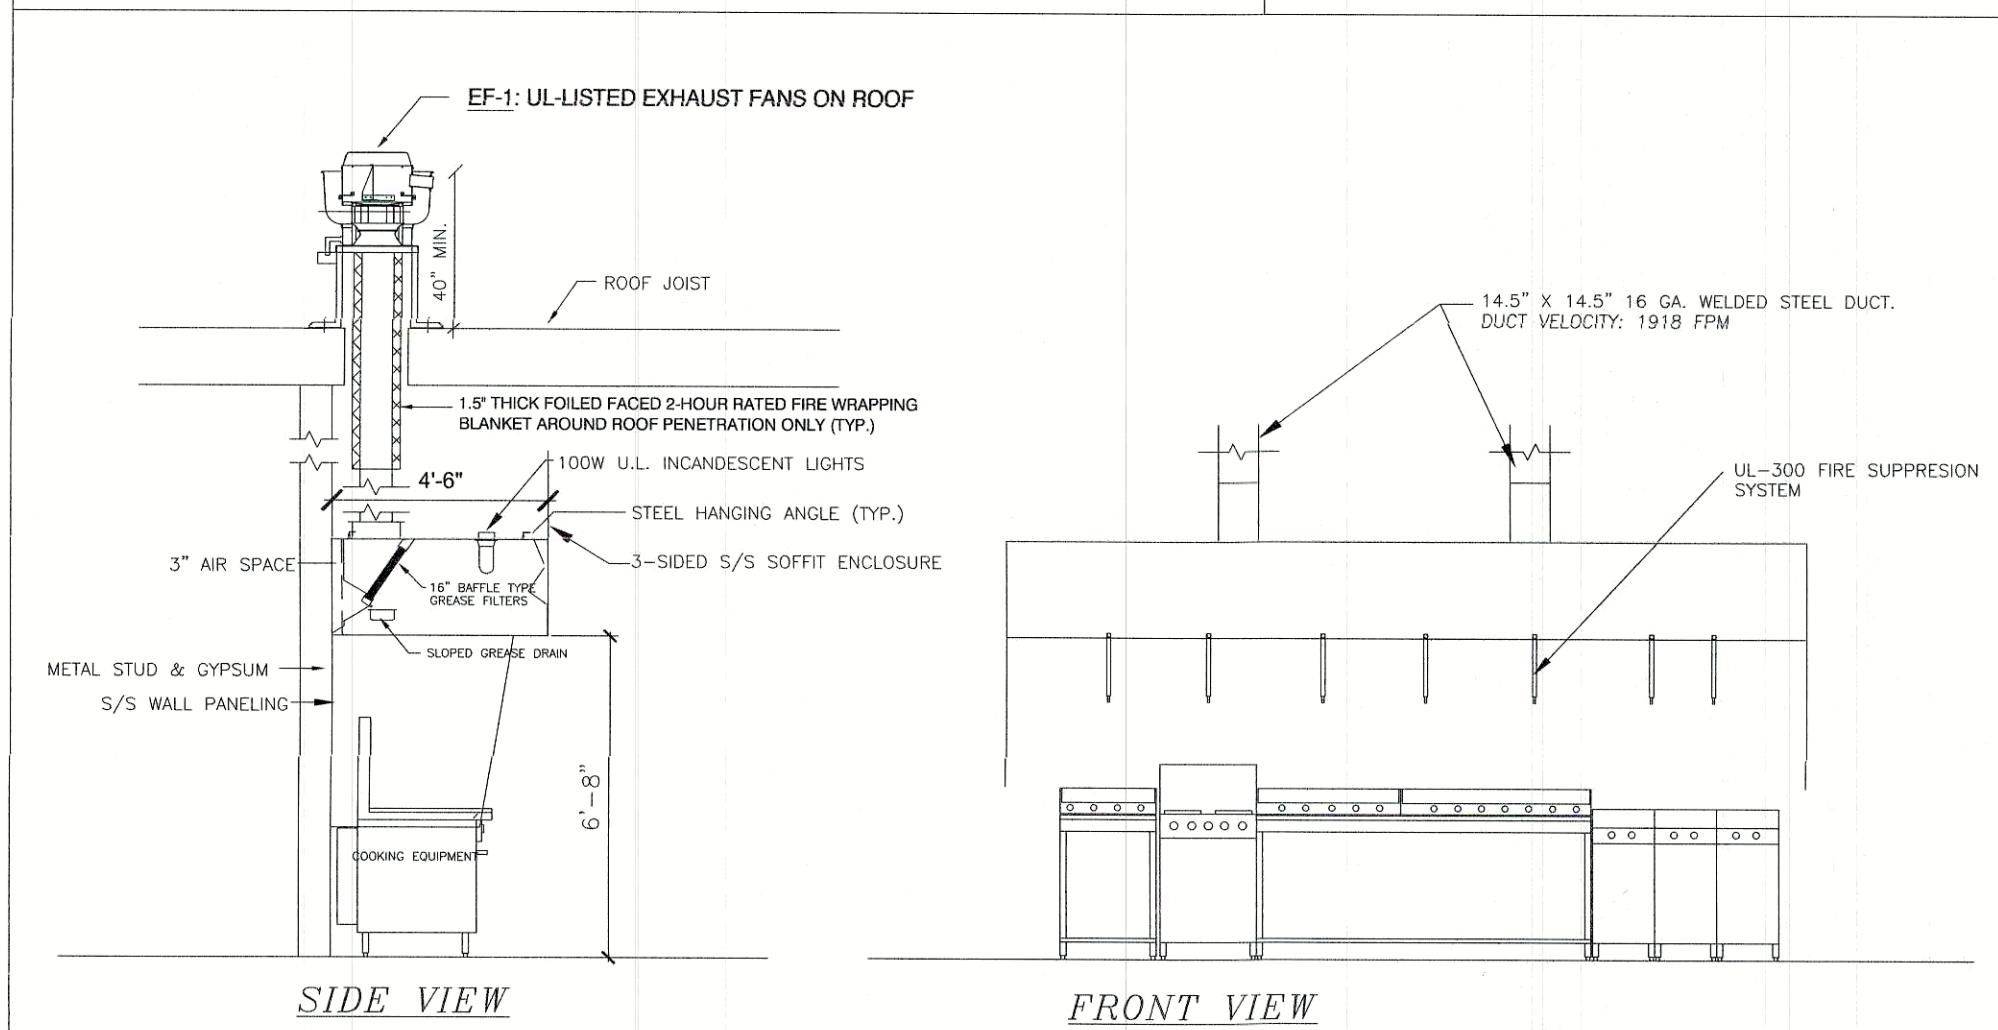 EF-1: UL-LISTED EXHAUST FANS ON ROOF
40" MIN.
ROOF JOIST
1.5" THICK FOILED FACED 2-HOUR RATED FIRE WRAPPING
BLANKET AROUND ROOF PENETRATION ONLY (TYP.)
100W U.L. INCANDESCENT LIGHTS
4'-6"
STEEL HANGING ANGLE (TYP.)
3" AIR SPACE
3-SIDED S/S SOFFIT ENCLOSURE
16" BAFFLE TYPE
GREASE FILTERS
SLOPED GREASE DRAIN
METAL STUD & GYPSUM
S/S WALL PANELING
6'-8"
COOKING EQUIPMENT
SIDE VIEW
14.5" X 14.5" 16 GA. WELDED STEEL DUCT.
DUCT VELOCITY: 1918 FPM
UL-300 FIRE SUPPRESION
SYSTEM
FRONT VIEW